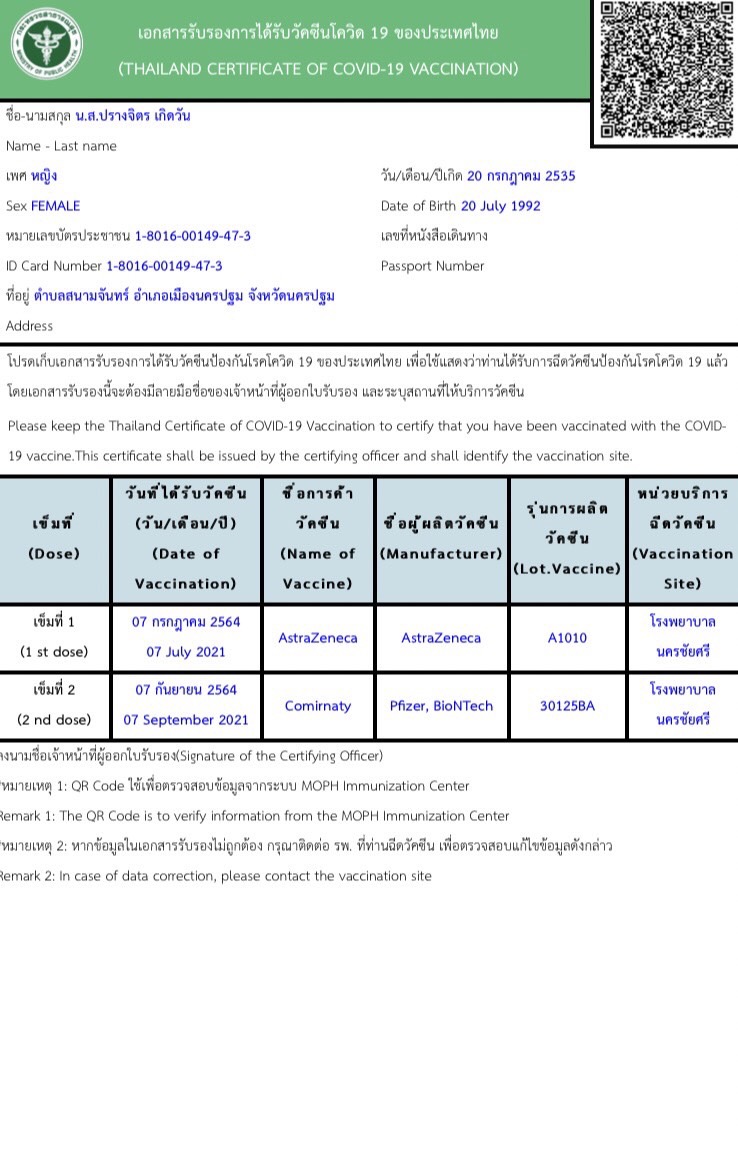 กระทรวงสาธารณสุข
MINISTRY OF PUBLIC HEALTH
เอกสารรับรองการได้รับวัคซีนโควิด 19 ของประเทศไทย
(THAILAND CERTIFICATE OF COVID-19 VACCINATION)
ชื่อ-นามสกุล น.ส.ปรางจิตร เกิดวัน
Name - Last name
เพศ หญิง วัน/เดือน/ปีเกิด 20 กรกฎาคม 2535
Sex FEMALE Date of Birth 20 July 1992
หมายเลขบัตรประชาชน 1-8016-00149-47-3 เลขที่หนังสือเดินทาง
ID Card Number 1-8016-00149-47-3 Passport Number
ที่อยู่ ตำบลสนามจันทร์ อำเภอเมืองนครปฐม จังหวัดนครปฐม
Address
โปรดเก็บเอกสารรับรองการได้รับวัคซีนป้องกันโรคโควิด 19 ของประเทศไทย เพื่อใช้แสดงว่าท่านได้รับการฉีดวัคซีนป้องกันโรคโควิด 19 แล้ว
โดยเอกสารรับรองนี้จะต้องมีลายมือชื่อของเจ้าหน้าที่ผู้ออกใบรับรอง และระบุสถานที่ให้บริการวัคซีน
Please keep the Thailand Certificate of COVID-19 Vaccination to certify that you have been vaccinated with the COVID-
19 vaccine.This certificate shall be issued by the certifying officer and shall identify the vaccination site.
เข็มที่
(Dose)
วันที่ได้รับวัคซีน
(วัน/เดือน/ปี)
(Date of
Vaccination)
ชื่อการค้า
วัคซีน
(Name of
Vaccine)
ชื่อผู้ผลิตวัคซีน
(Manufacturer)
รุ่นการผลิต
วัคซีน
(Lot.Vaccine)
หน่วยบริการ
ฉีดวัคซีน
(Vaccination
Site)
เข็มที่ 1
(1 st dose)
07 กรกฎาคม 2564
07 July 2021
AstraZeneca
AstraZeneca
A1010
โรงพยาบาล
นครชัยศรี
เข็มที่ 2
(2 nd dose)
07 กันยายน 2564
07 September 2021
Comirnaty
Pfizer, BioNTech
30125BA
โรงพยาบาล
นครชัยศรี
ลงนามชื่อเจ้าหน้าที่ผู้ออกใบรับรอง(Signature of the Certifying Officer)
หมายเหตุ 1: QR Code ใช้เพื่อตรวจสอบข้อมูลจากระบบ MOPH Immunization Center
Remark 1: The QR Code is to verify information from the MOPH Immunization Center
หมายเหตุ 2: หากข้อมูลในเอกสารรับรองไม่ถูกต้อง กรุณาติดต่อ รพ. ที่ท่านฉีดวัคซีน เพื่อตรวจสอบแก้ไขข้อมูลดังกล่าว
Remark 2: In case of data correction, please contact the vaccination site